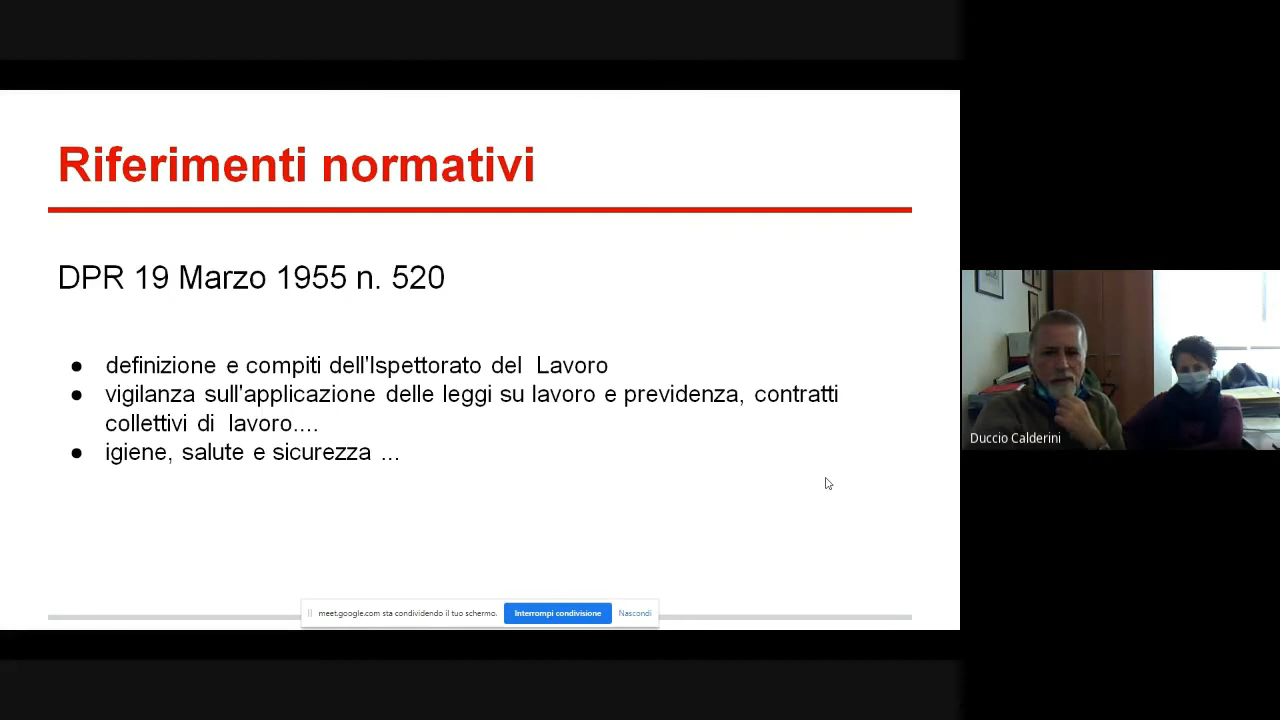 Riferimenti normativi
DPR 19 Marzo 1955 n. 520
● definizione e compiti dell'Ispettorato del Lavoro
● vigilanza sull'applicazione delle leggi su lavoro e previdenza, contratti
collettivi di lavoro....
● igiene, salute e sicurezza ...
Duccio Calderini
meet.google.com sta condividendo il tuo schermo. Interrompi condivisione Nascondi